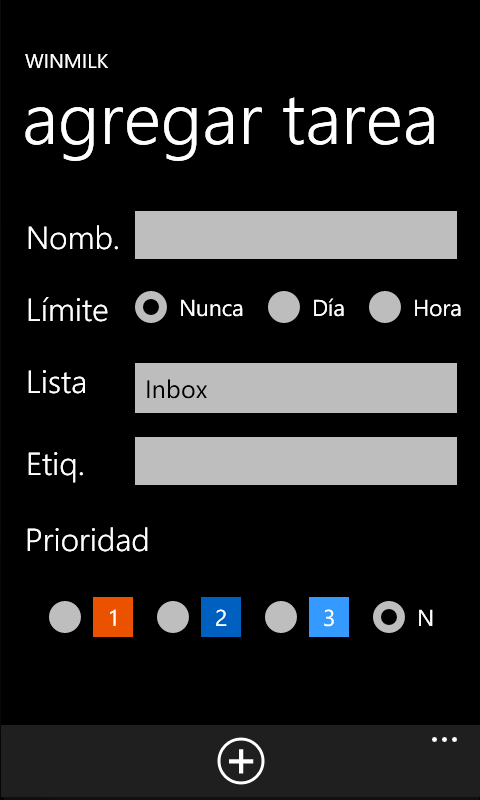 WINMILK
agregar tarea
Nomb.
Límite Nunca Día Hora
Lista Inbox
Etiq.
Prioridad
1 2 3 N